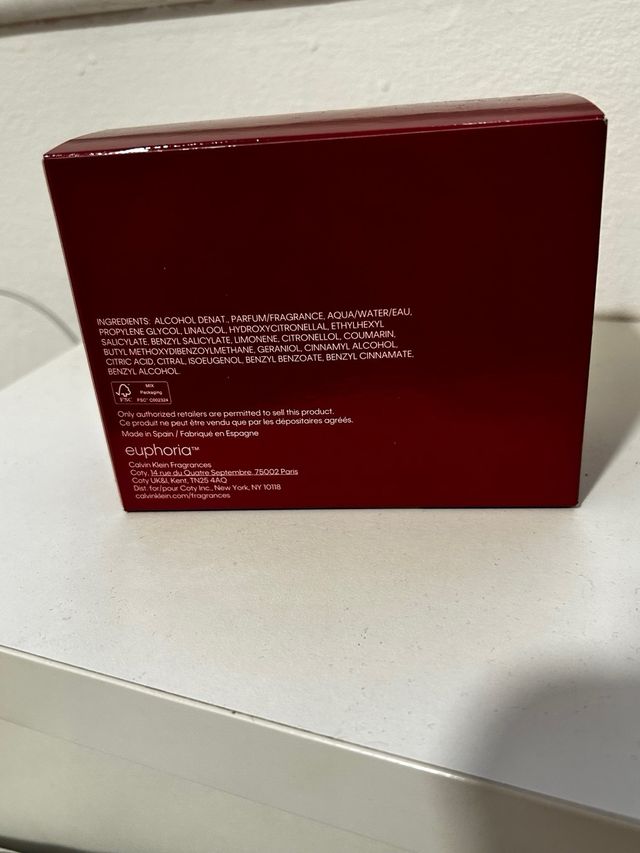 INGREDIENTS: ALCOHOL DENAT., PARFUM/FRAGRANCE, AQUA/WATER/EAU,
PROPYLENE GLYCOL, LINALOOL, HYDROXYCITRONELLAL, ETHYLHEXYL
SALICYLATE, BENZYL SALICYLATE, LIMONENE, CITRONELLOL, COUMARIN,
BUTYL METHOXYDIBENZOYLMETHANE, GERANIOL, CINNAMYL ALCOHOL,
CITRIC ACID, CITRAL, ISOEUGENOL, BENZYL BENZOATE, BENZYL CINNAMATE,
BENZYL ALCOHOL.
FSC
MIX
Packaging
FSC® C002324
Only authorized retailers are permitted to sell this product.
Ce produit ne peut être vendu que par les dépositaires agréés.
Made in Spain / Fabriqué en Espagne
euphoria™
Calvin Klein Fragrances
Coty, 14 rue du Quatre Septembre, 75002 Paris
Coty UK&I, Kent, TN25 4AQ
Dist. for/pour Coty Inc., New York, NY 10118
calvinklein.com/fragrances